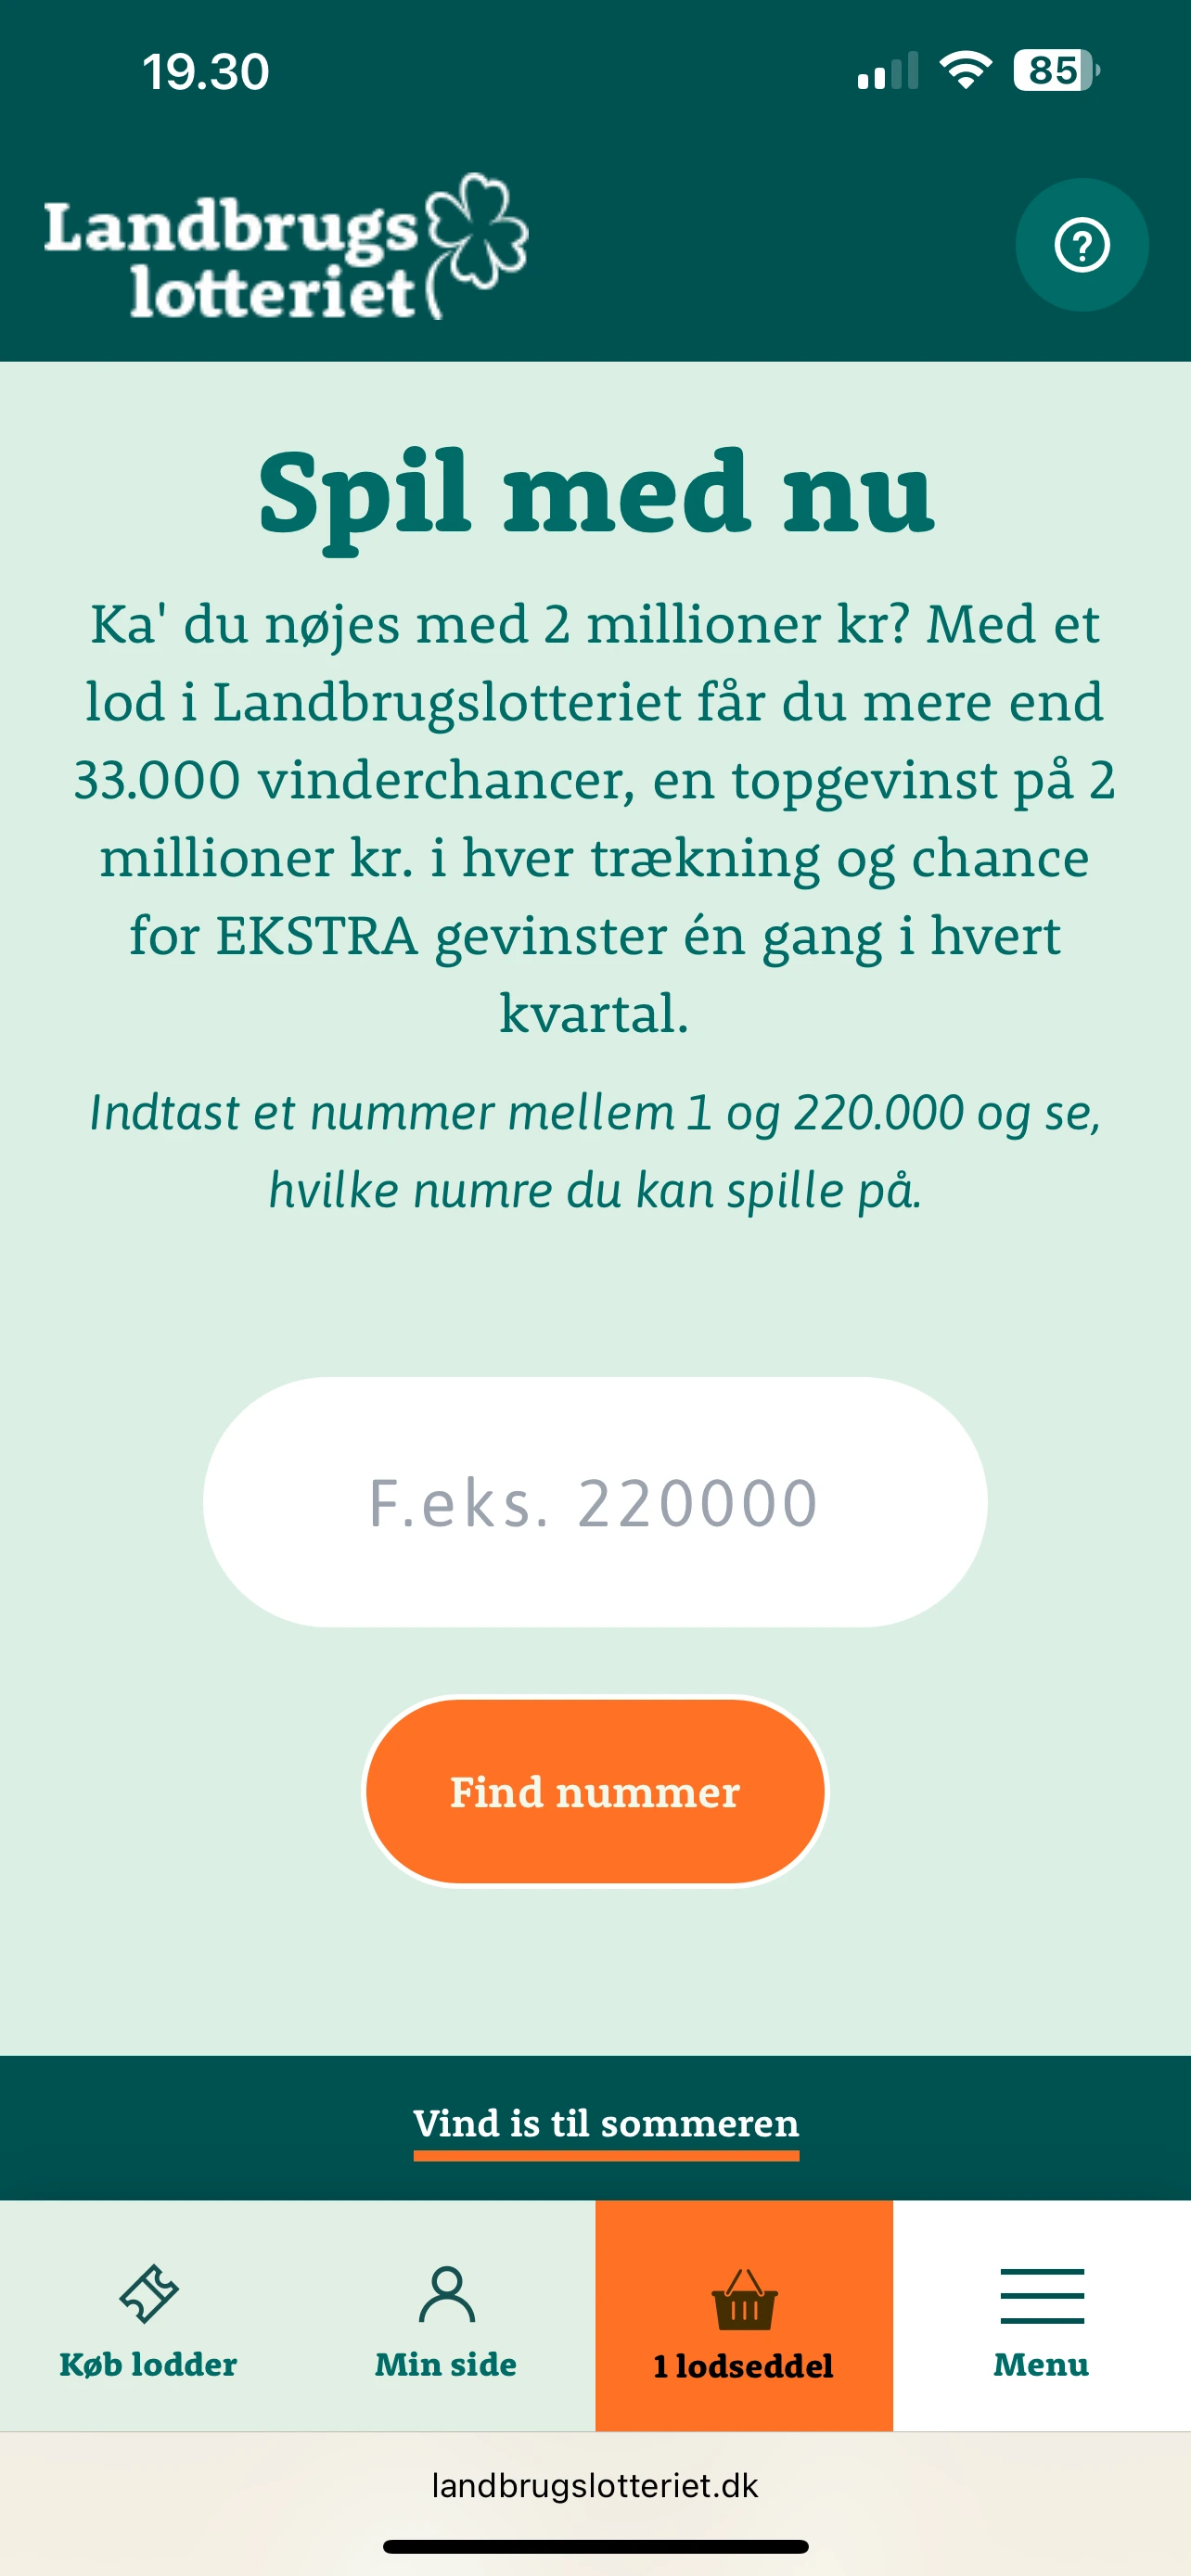 19.30
85
Landbrugs
lotteriet
Spil med nu
Ka' du nøjes med 2 millioner kr? Med et
lod i Landbrugslotteriet får du mere end
33.000 vinderchancer, en topgevinst på 2
millioner kr. i hver trækning og chance
for EKSTRA gevinster én gang i hvert
kvartal.
Indtast et nummer mellem 1 og 220.000 og se,
hvilke numre du kan spille på.
F.eks. 220000
Find nummer
Vind is til sommeren
Køb lodder
Min side
1 lodseddel
Menu
landbrugslotteriet.dk